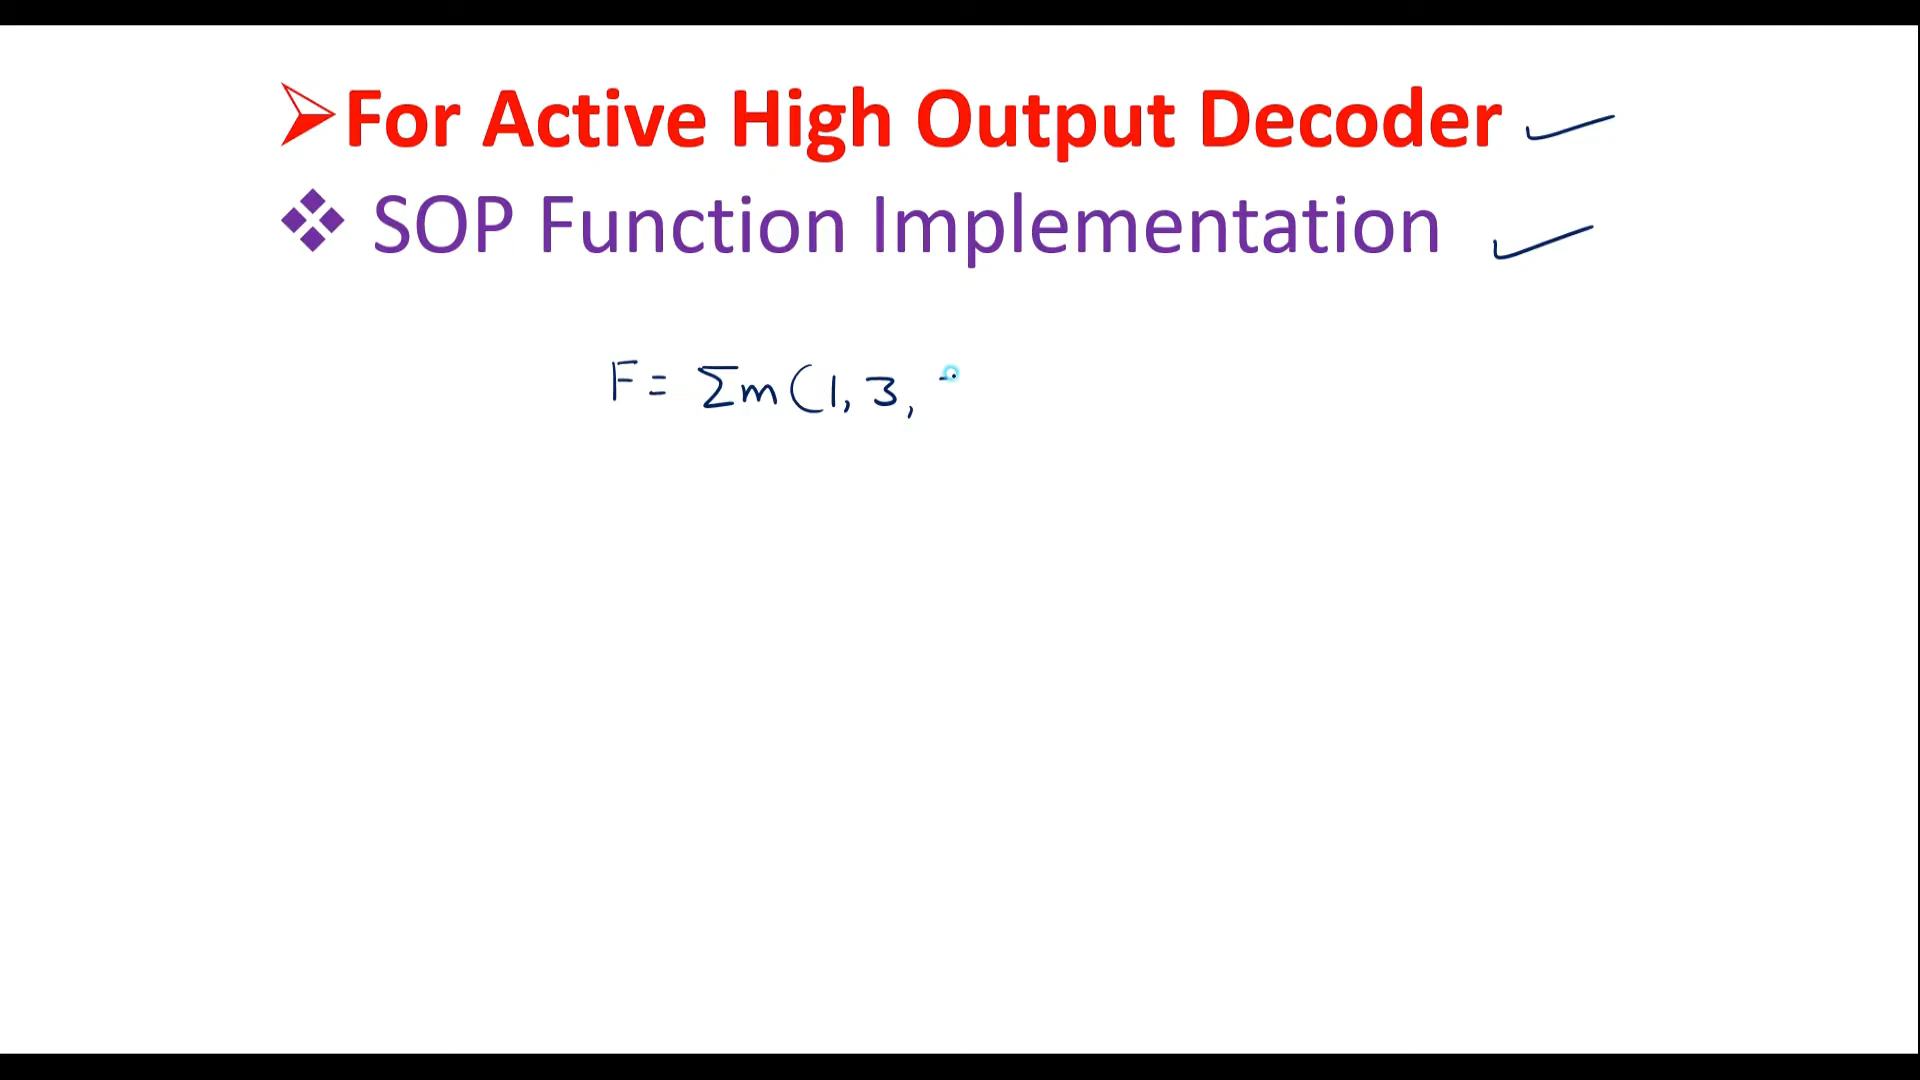 For Active High Output Decoder
SOP Function Implementation
F = Σm(1, 3,